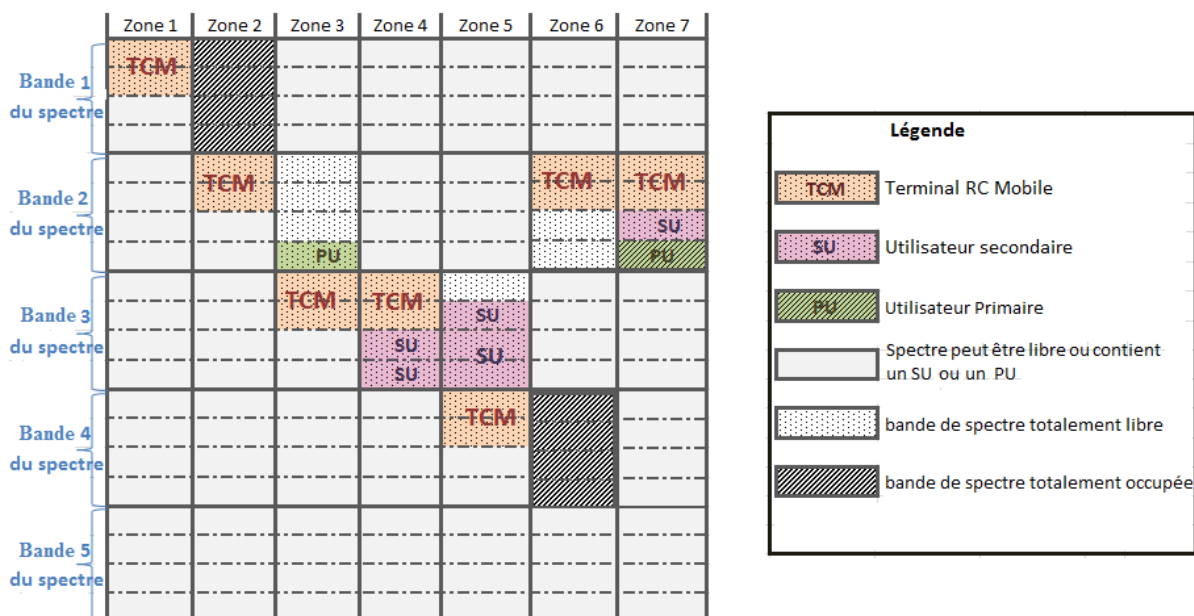 Zone 1 Zone 2 Zone 3 Zone 4 Zone 5 Zone 6 Zone 7
Bande 1
du spectre
TCM
Bande 2
du spectre
TCM
TCM
TCM
SU
PU
PU
Bande 3
du spectre
TCM
TCM
SU
SU
SU
SU
Bande 4
du spectre
TCM
Bande 5
du spectre
Légende
TCM Terminal RC Mobile
SU Utilisateur secondaire
PU Utilisateur Primaire
Spectre peut être libre ou contient
un SU ou un PU
bande de spectre totalement libre
bande de spectre totalement occupée